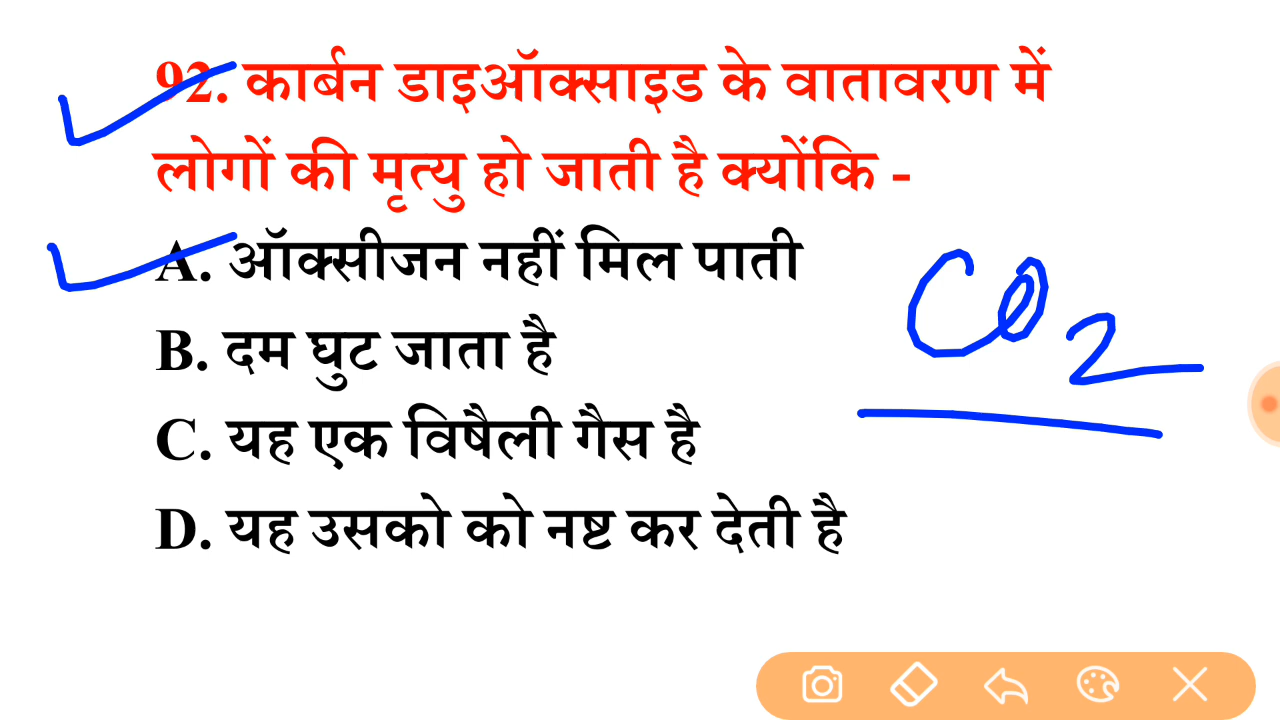 92. कार्बन डाइऑक्साइड के वातावरण में
लोगों की मृत्यु हो जाती है क्योंकि -
A. ऑक्सीजन नहीं मिल पाती
B. दम घुट जाता है
C. यह एक विषैली गैस है
D. यह उसको को नष्ट कर देती है
CO2